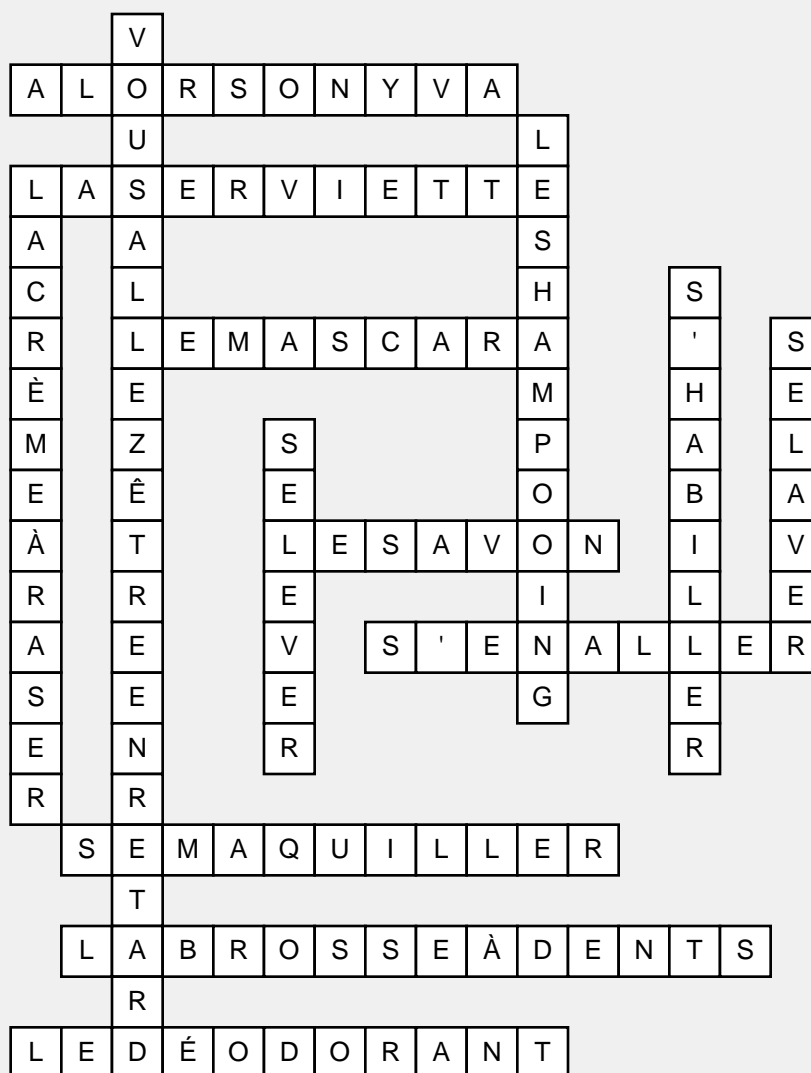 VOUSALLEZÊTREENRETARD
ALORSONYVA
LESHAMPOOING
LASERVIETTE
LACRÈMEÀRASER
S'HABILLER
LEMASCARA
SELAVER
SELEVER
LESAVON
S'ENALLER
SEMAQUILLER
LABROSSEÀDENTS
LEDÉODORANT